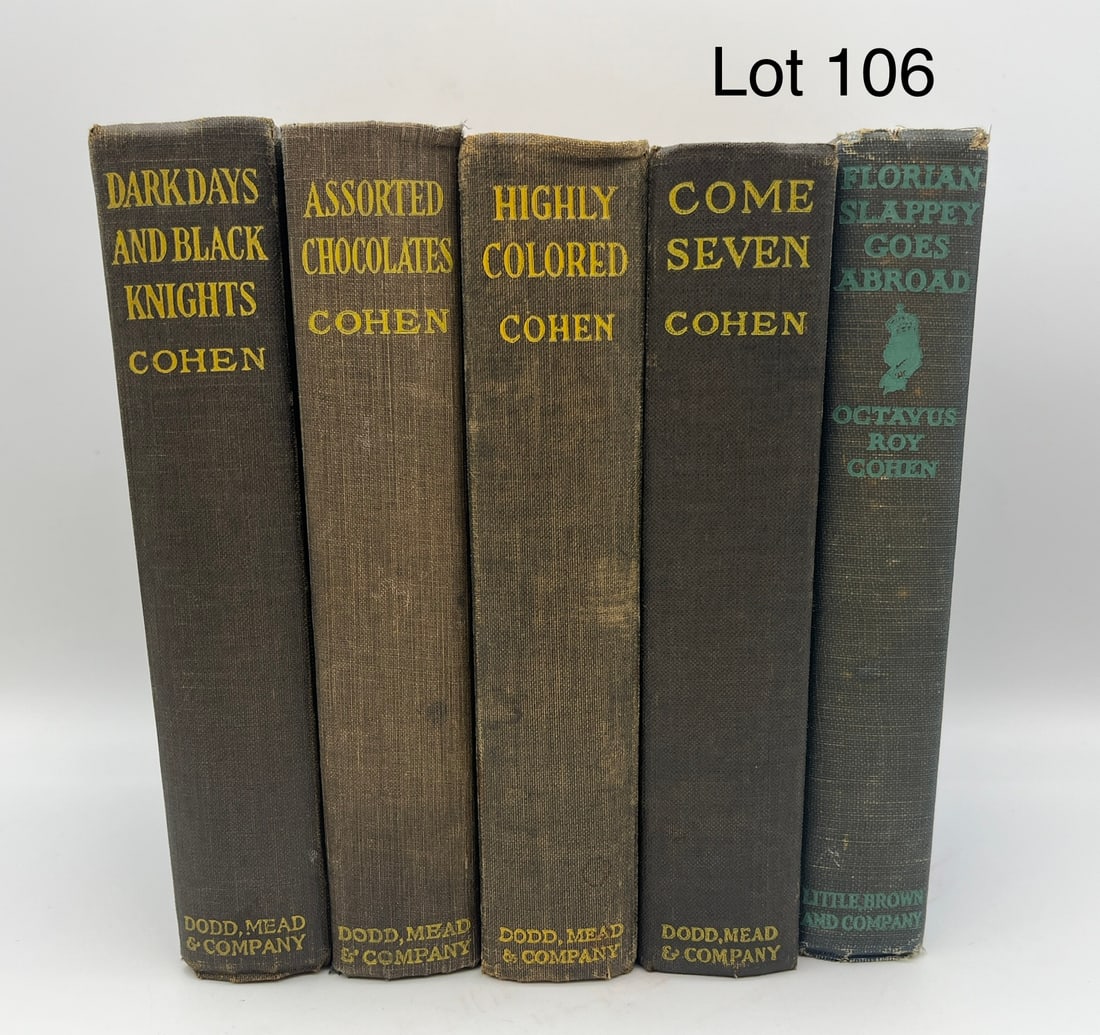 Lot 106
DARK DAYS
AND BLACK
KNIGHTS
COHEN
DODD, MEAD
& COMPANY
ASSORTED
CHOCOLATES
COHEN
DODD, MEAD
& COMPANY
HIGHLY
COLORED
COHEN
DODD, MEAD
& COMPANY
COME
SEVEN
COHEN
DODD, MEAD
& COMPANY
FLORIAN
SLAPPEY
GOES
ABROAD
OCTAVUS
ROY
COHEN
LITTLE, BROWN
AND COMPANY